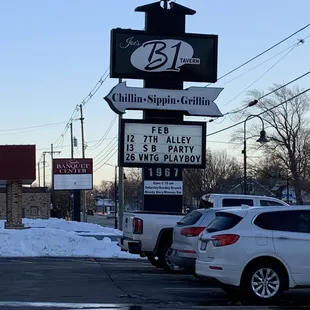 Joe's
B1
TAVERN
Chillin · Sippin · Grillin
FEB
12 7TH ALLEY
13 S B PARTY
26 VNTG PLAYBOY
1967
BANQUET
CENTER